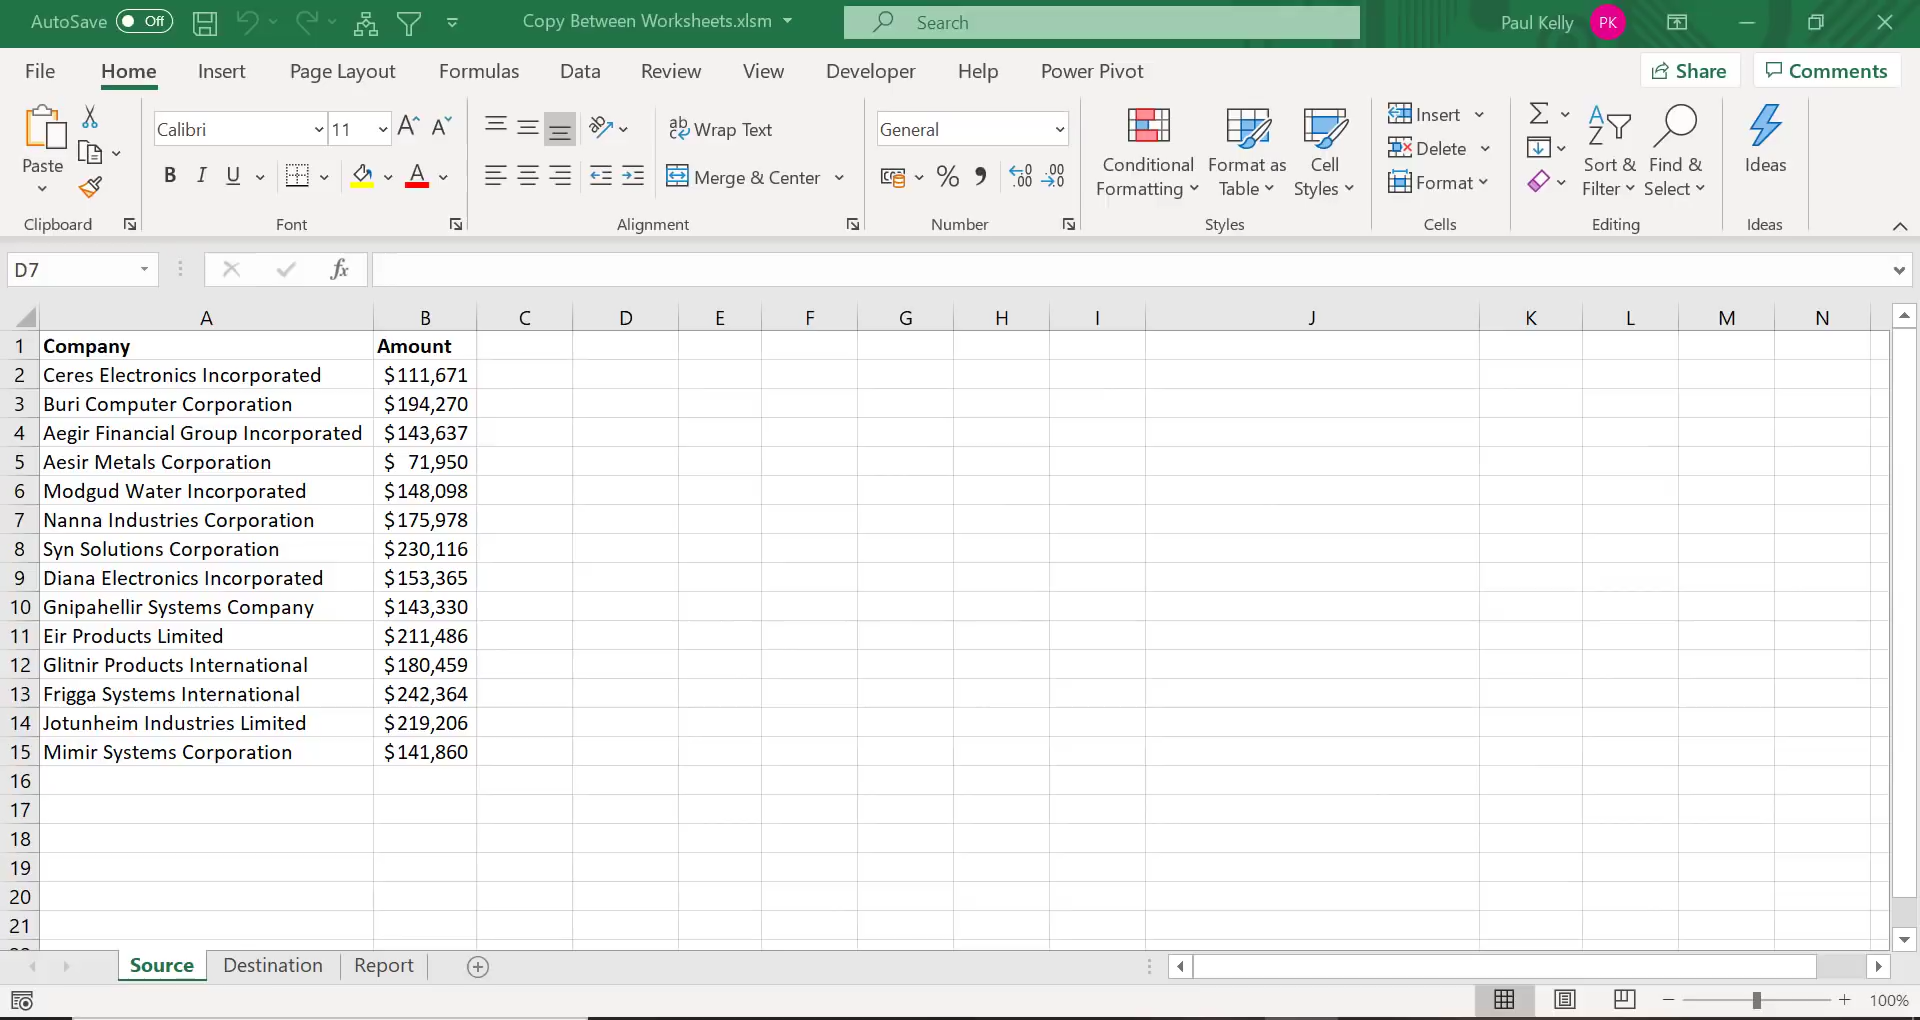 AutoSave Off Copy Between Worksheets.xlsm Search Paul Kelly PK
File Home Insert Page Layout Formulas Data Review View Developer Help Power Pivot Share Comments
Paste
Clipboard
Calibri 11
B I U A
Font
ab Wrap Text
Merge & Center
Alignment
General
% 9 .00 .00
Number
Conditional Formatting
Format as Table
Cell Styles
Styles
Insert
Delete
Format
Cells
Sort & Filter
Find & Select
Editing
Ideas
Ideas
D7 fx
A B C D E F G H I J K L M N
1 Company Amount
2 Ceres Electronics Incorporated $111,671
3 Buri Computer Corporation $194,270
4 Aegir Financial Group Incorporated $143,637
5 Aesir Metals Corporation $ 71,950
6 Modgud Water Incorporated $148,098
7 Nanna Industries Corporation $175,978
8 Syn Solutions Corporation $230,116
9 Diana Electronics Incorporated $153,365
10 Gnipahellir Systems Company $143,330
11 Eir Products Limited $211,486
12 Glitnir Products International $180,459
13 Frigga Systems International $242,364
14 Jotunheim Industries Limited $219,206
15 Mimir Systems Corporation $141,860
16
17
18
19
20
21
Source Destination Report
100%